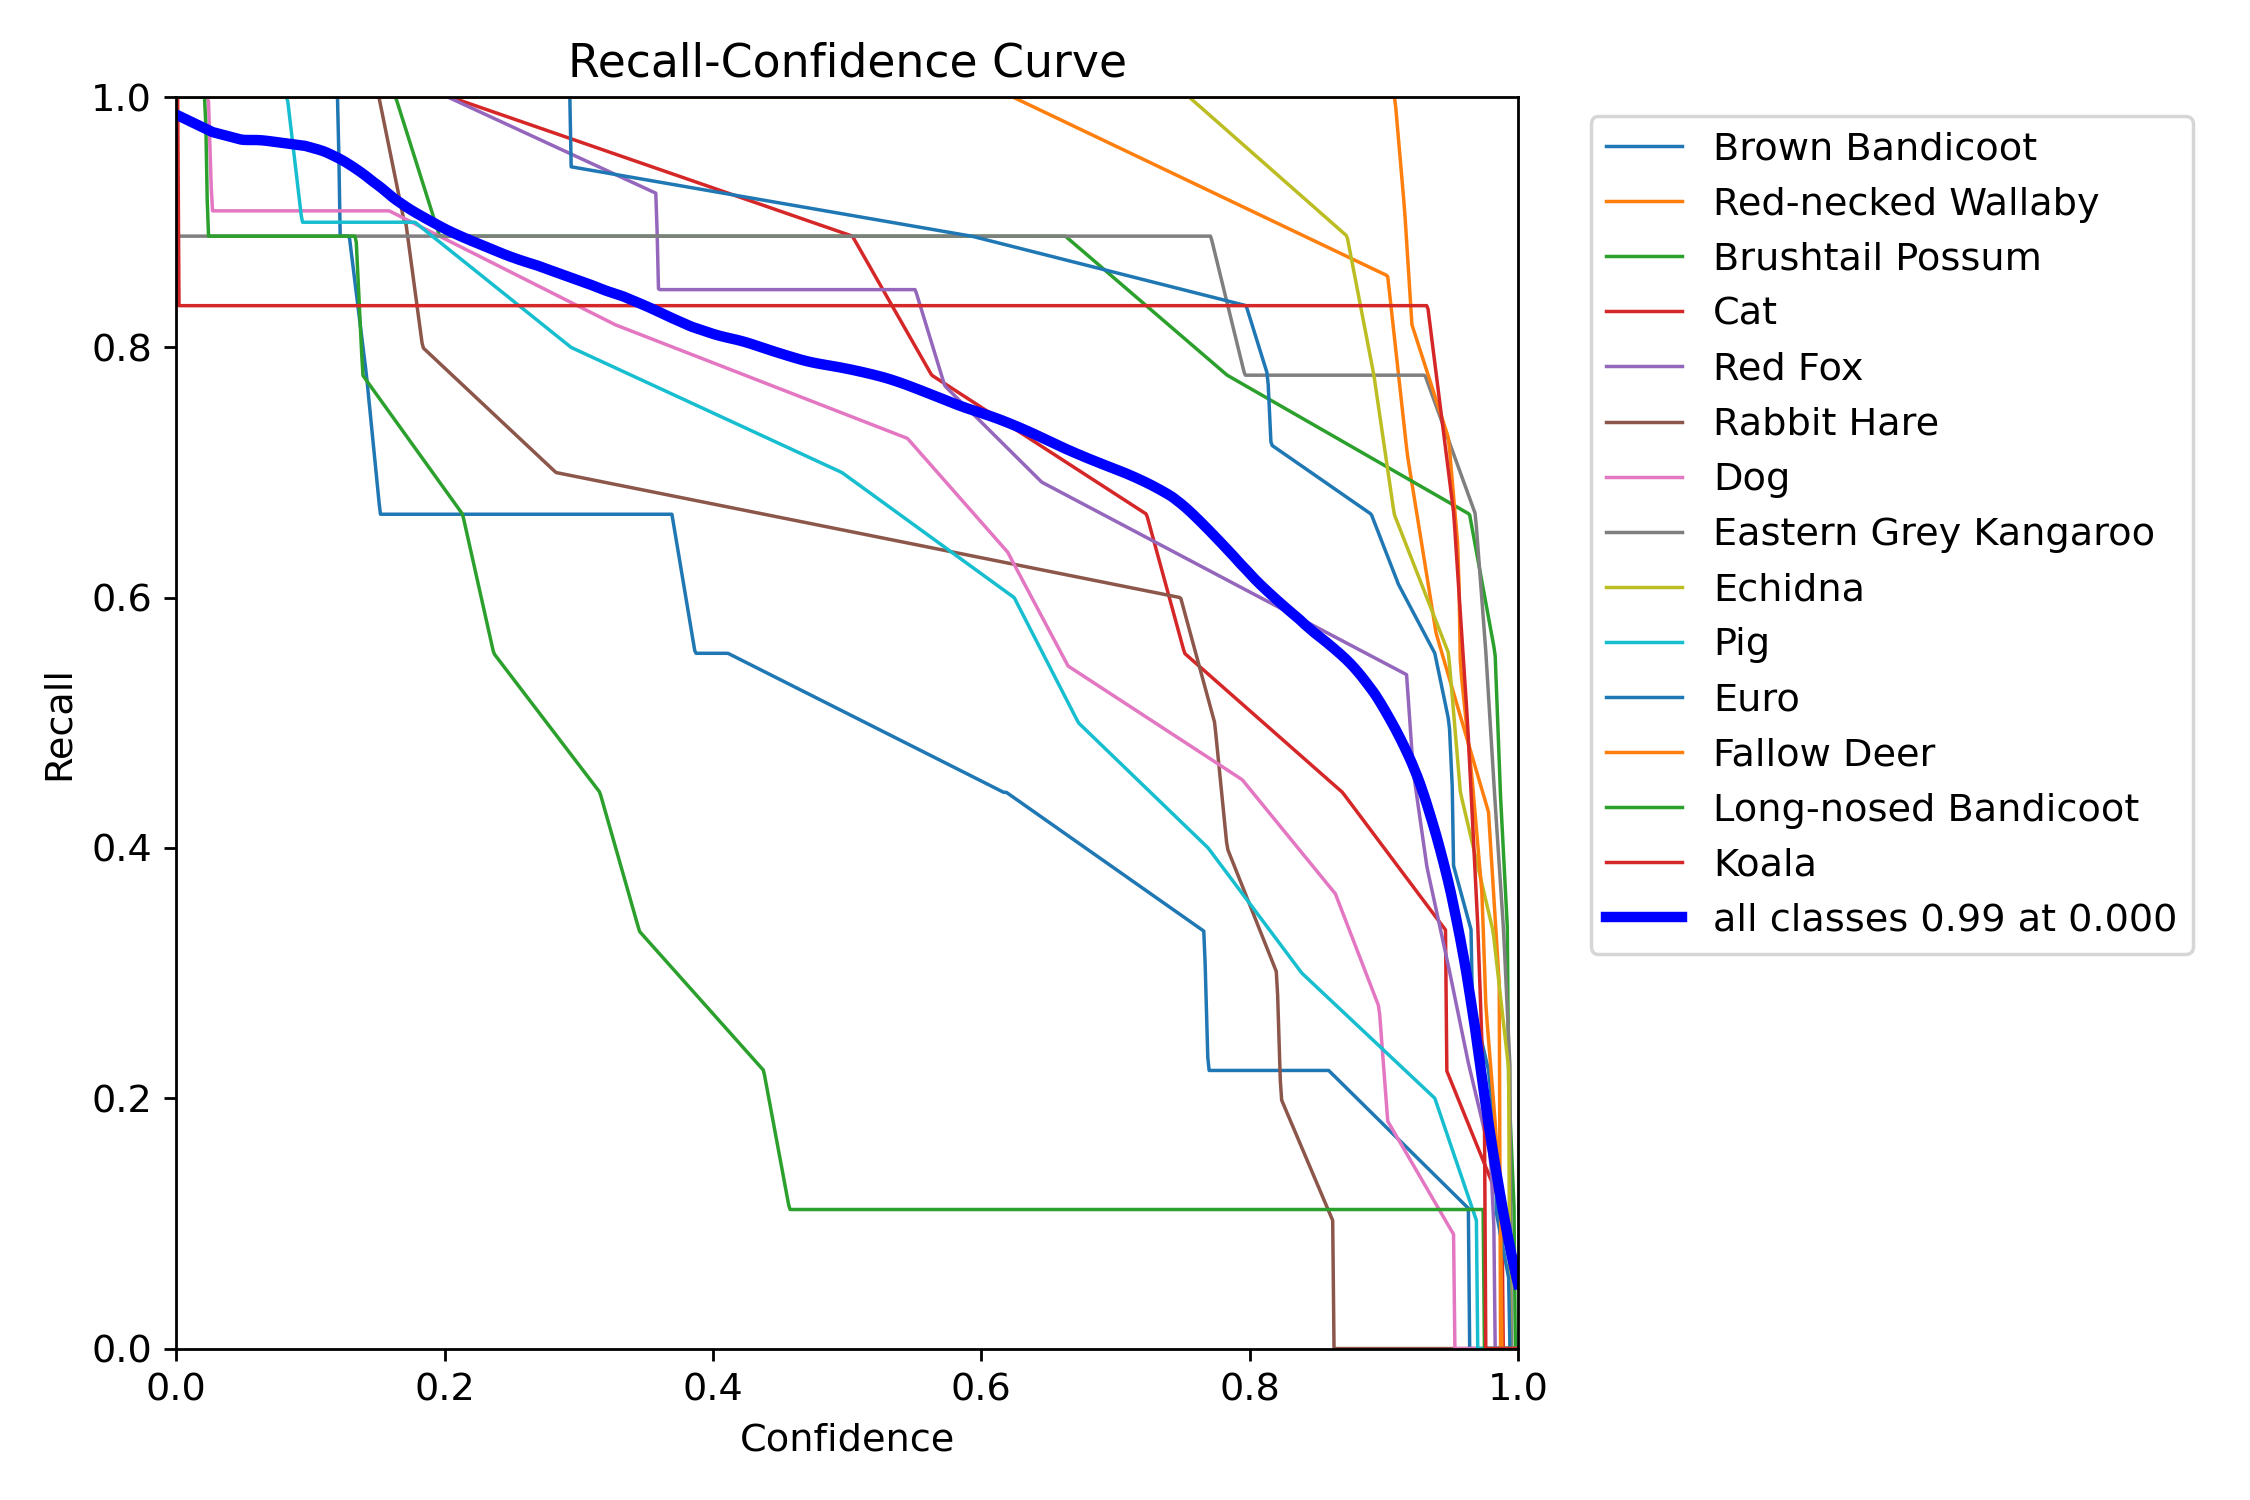 Recall-Confidence Curve
1.0
0.8
0.6
0.4
0.2
0.0
Recall
0.0 0.2 0.4 0.6 0.8 1.0
Confidence
Brown Bandicoot
Red-necked Wallaby
Brushtail Possum
Cat
Red Fox
Rabbit Hare
Dog
Eastern Grey Kangaroo
Echidna
Pig
Euro
Fallow Deer
Long-nosed Bandicoot
Koala
all classes 0.99 at 0.000